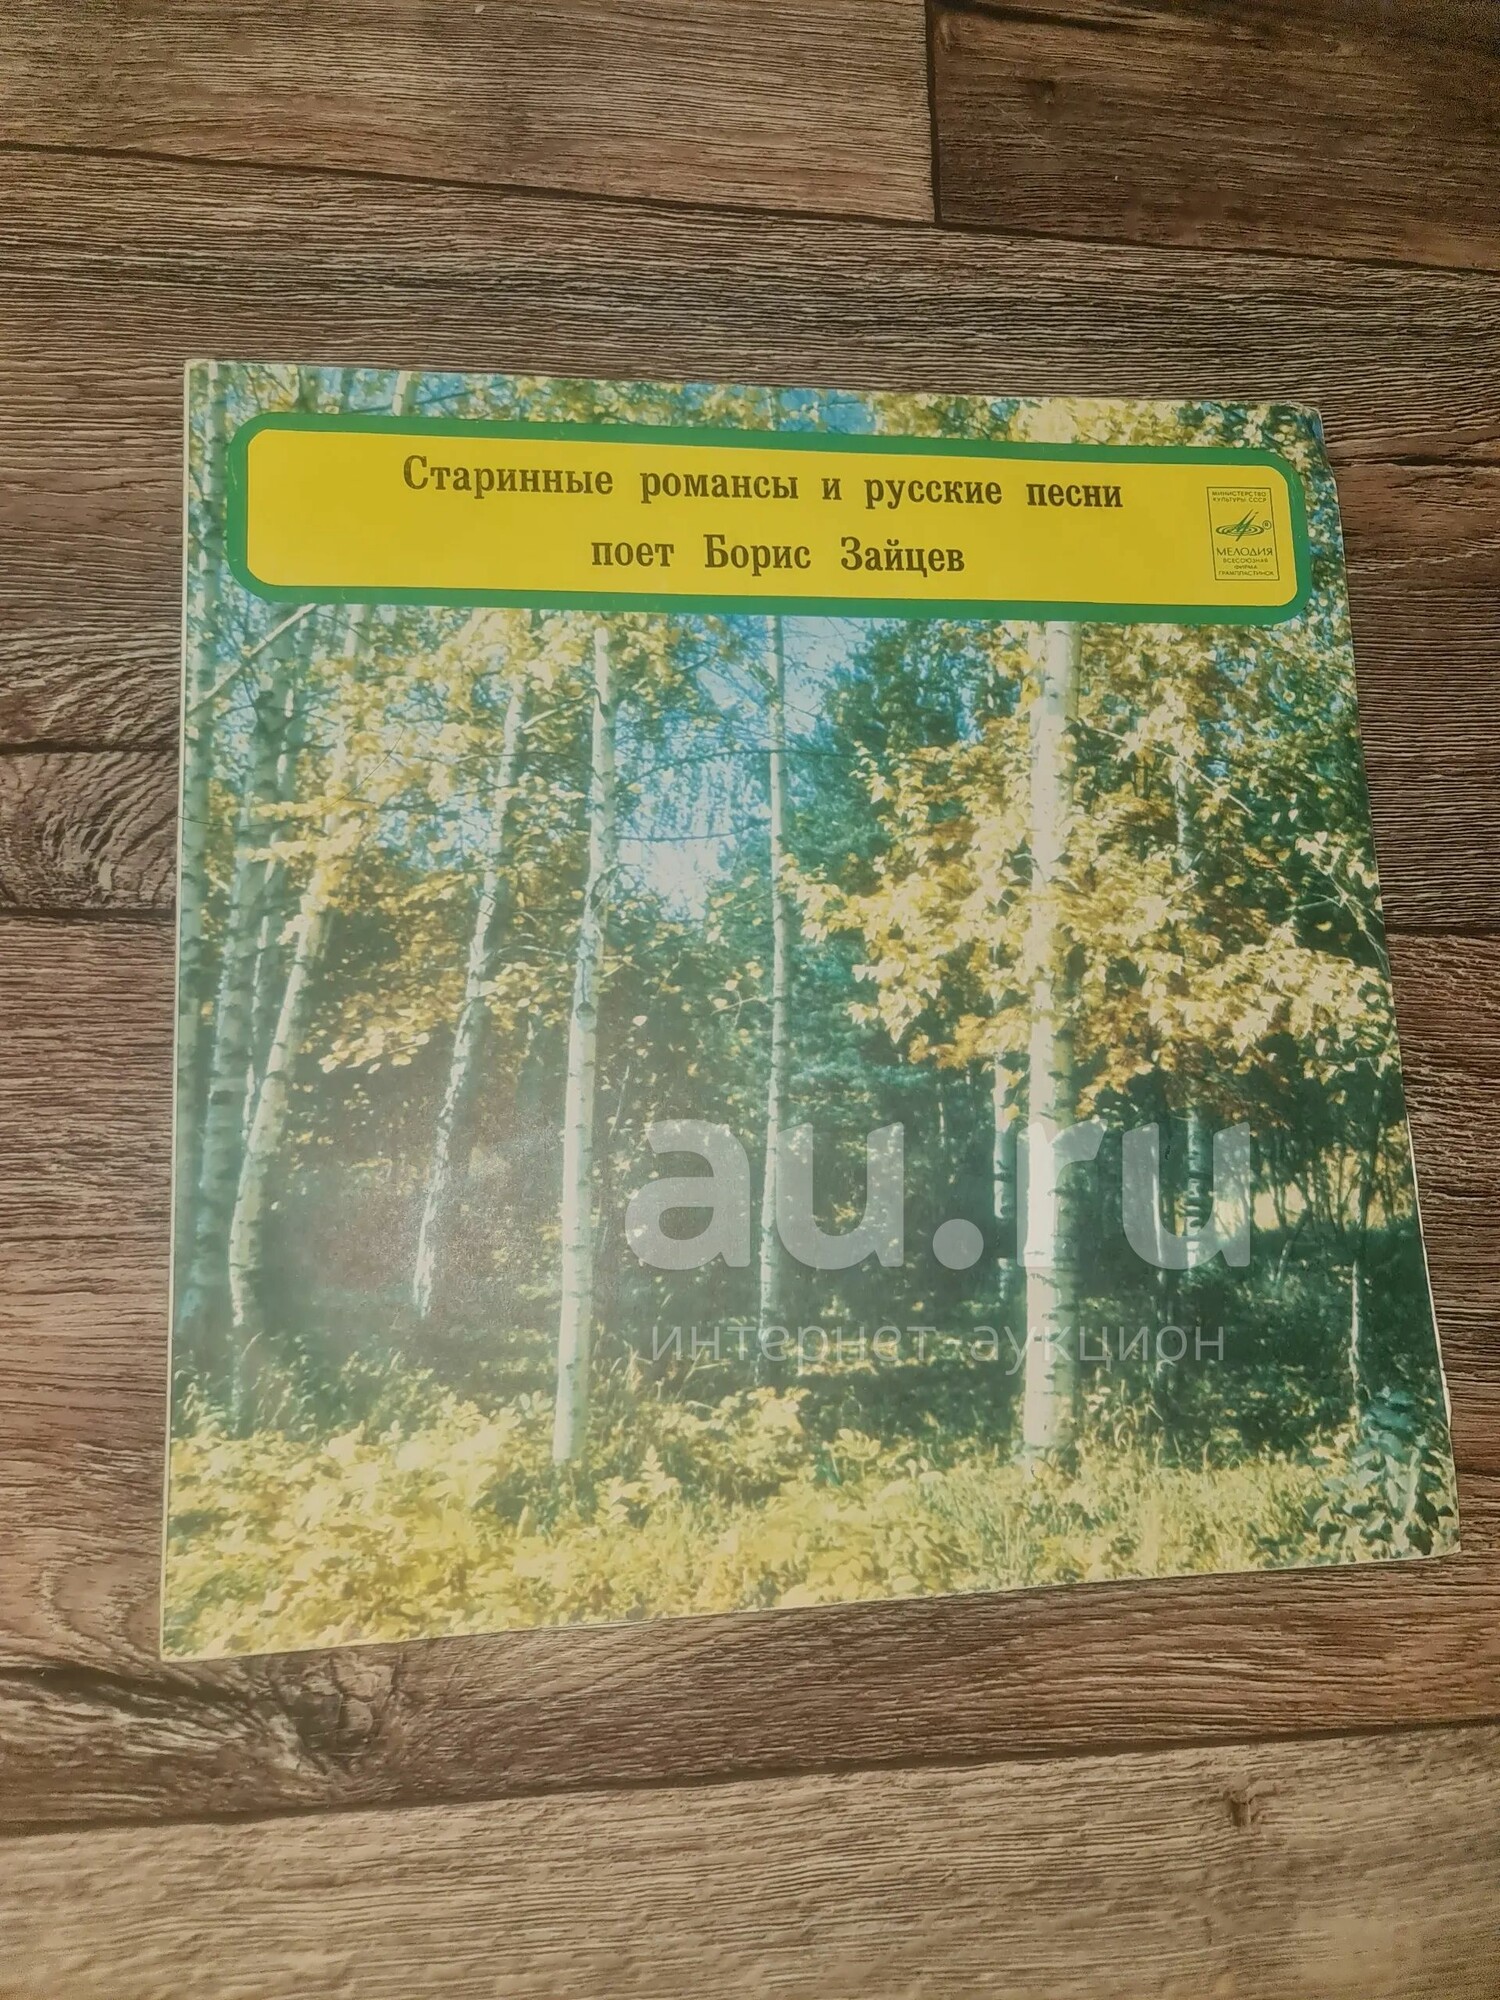 Старинные романсы и русские песни
поет Борис Зайцев
МИНИСТЕРСТВО
КУЛЬТУРЫ СССР
МЕЛОДИЯ
ВСЕСОЮЗНАЯ
ФИРМА
ГРАМПЛАСТИНОК
au.ru
интернет-аукцион